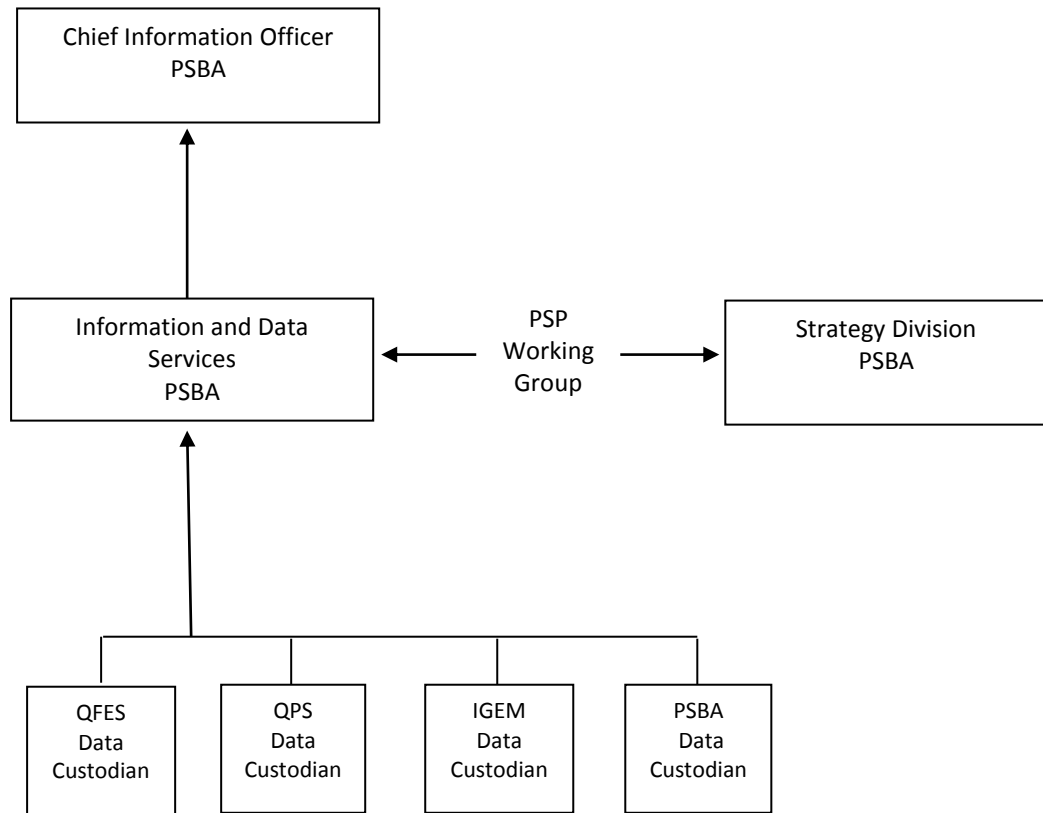 Chief Information Officer
PSBA
Information and Data
Services
PSBA
PSP
Working
Group
Strategy Division
PSBA
QFES
Data
Custodian
QPS
Data
Custodian
IGEM
Data
Custodian
PSBA
Data
Custodian